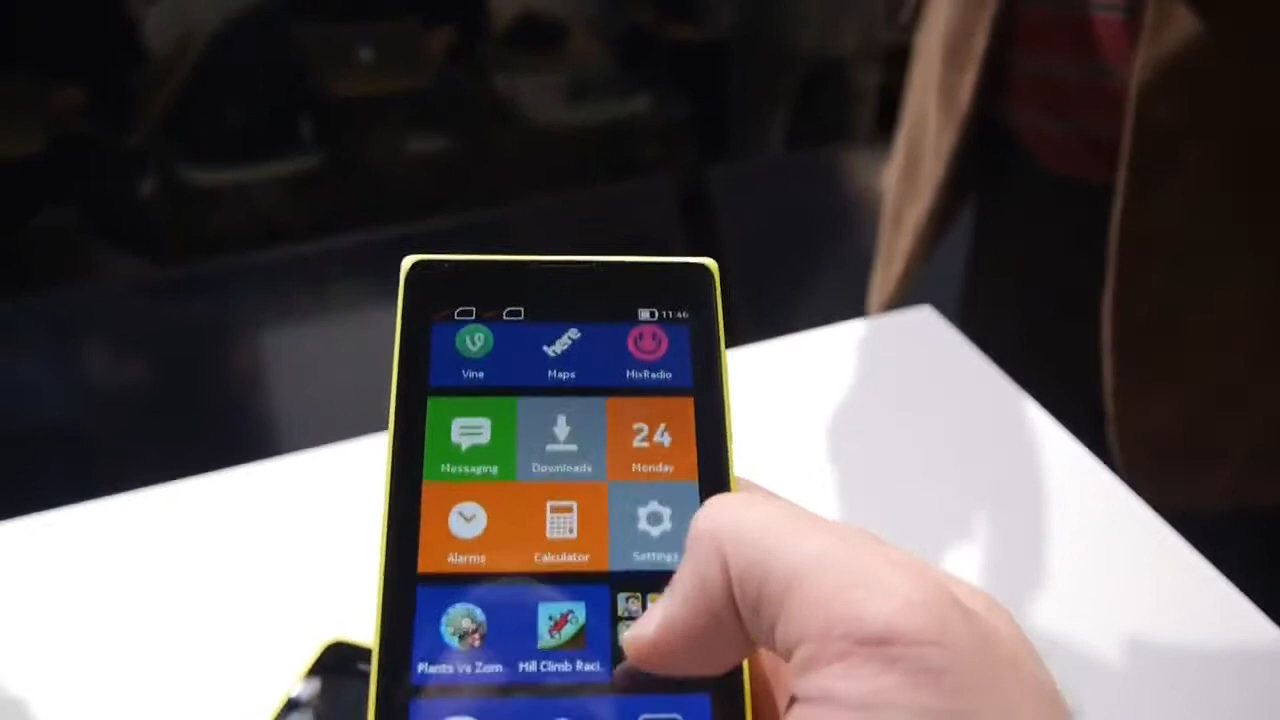 11:46
Vine
here
Maps
MixRadio
Messaging
Downloads
24
Monday
Alarms
Calculator
Settings
Plants Vs Zom
Hill Climb Raci..